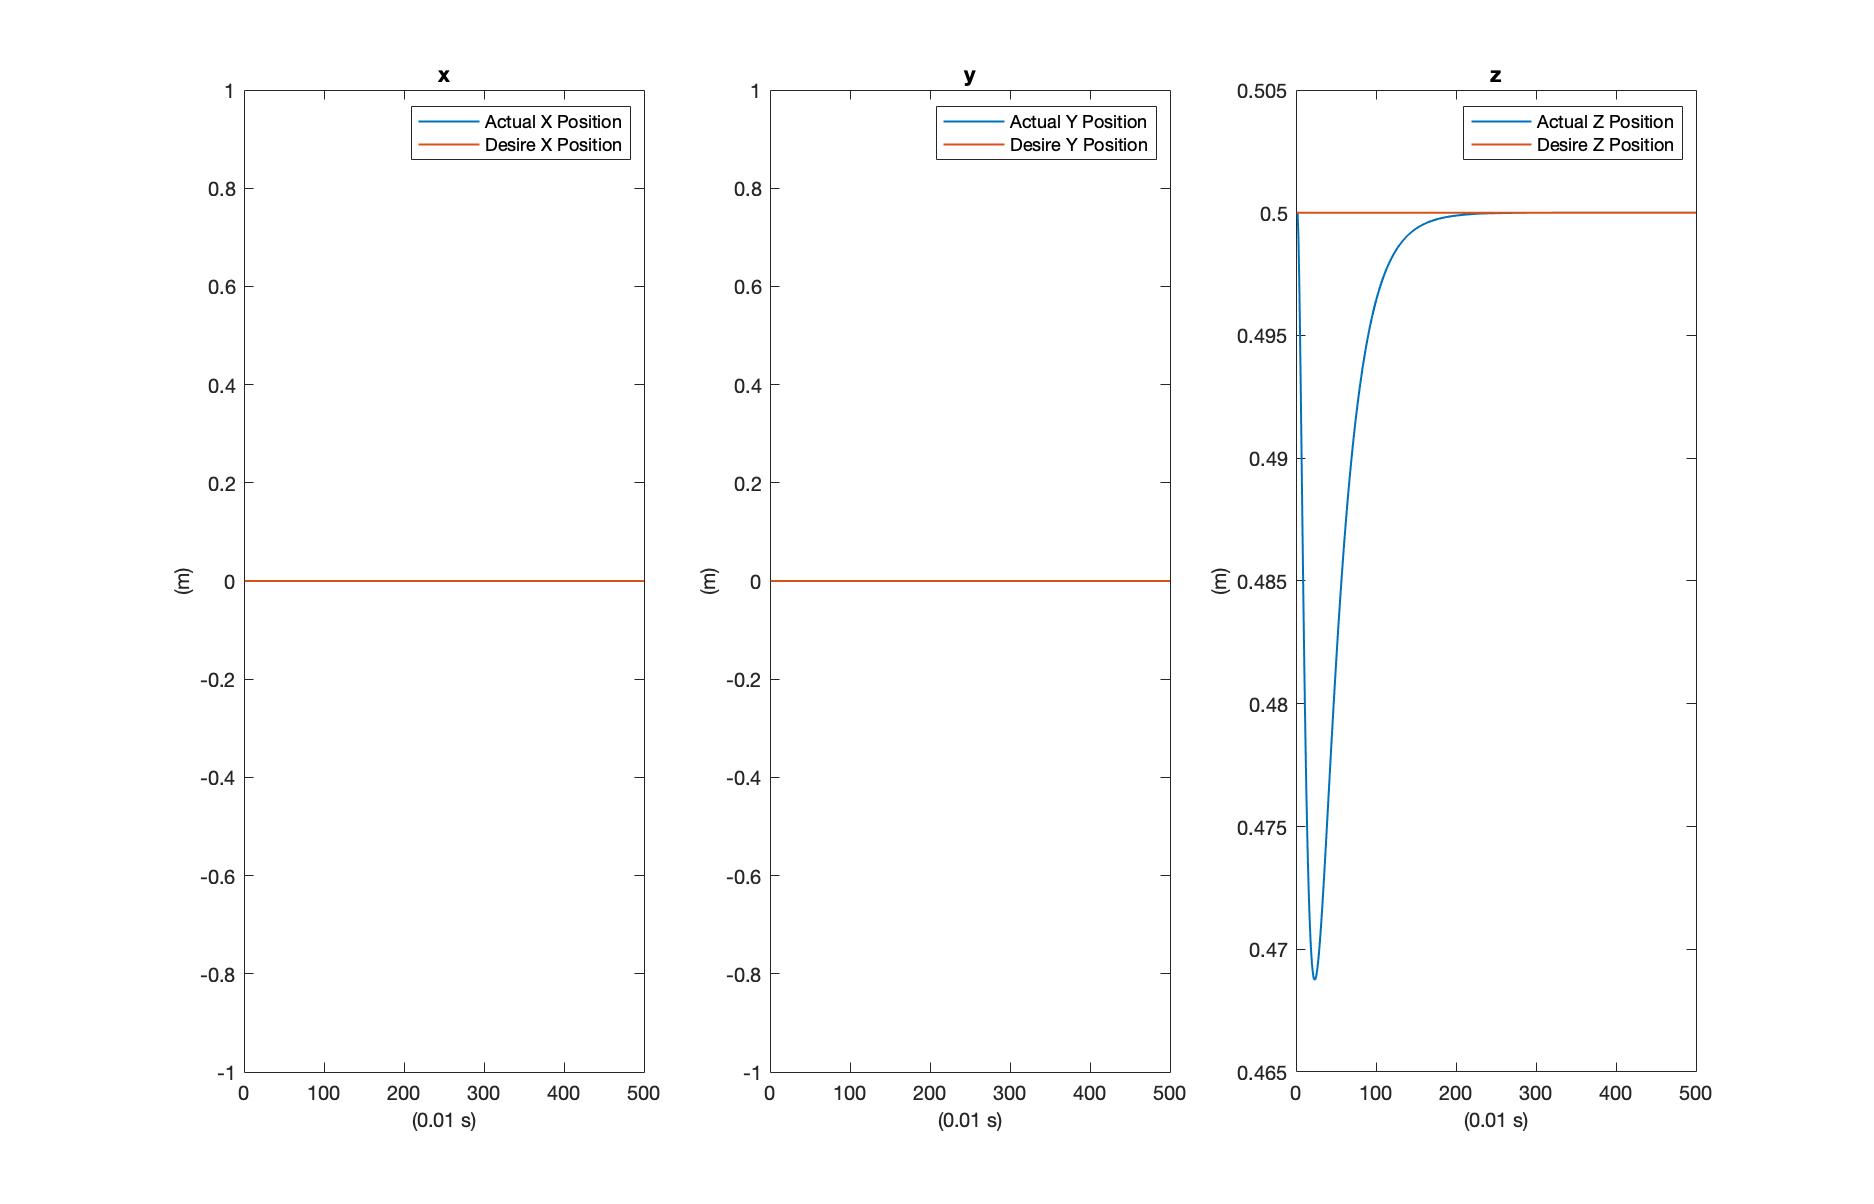 x
1
0.8
0.6
0.4
0.2
0
-0.2
-0.4
-0.6
-0.8
-1
(m)
Actual X Position
Desire X Position
0 100 200 300 400 500
(0.01 s)
y
1
0.8
0.6
0.4
0.2
0
-0.2
-0.4
-0.6
-0.8
-1
(m)
Actual Y Position
Desire Y Position
0 100 200 300 400 500
(0.01 s)
z
0.505
0.5
0.495
0.49
0.485
0.48
0.475
0.47
0.465
(m)
Actual Z Position
Desire Z Position
0 100 200 300 400 500
(0.01 s)